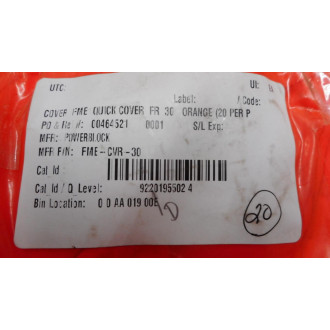 UTC: UI:
Label: /Code:
COVER FME QUICK COVER FR 30 ORANGE (20 PER P
PO & Rc #: 00464521 0001 S/L Exp:
MFR: POWERBLOCK
MFR P/N: FME-CVR-30
Cat Id :
Cat Id / Q Level: 9223195502 4
Bin Location: 0 0 AA 019 00E
D
20